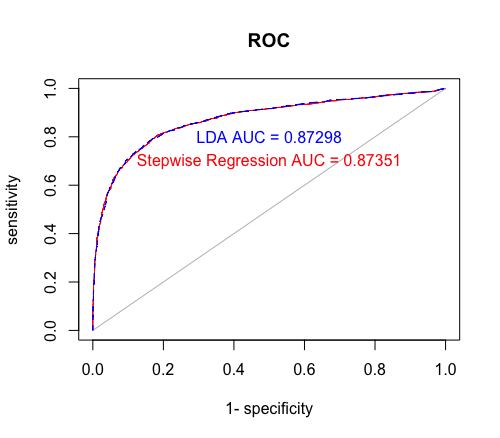 ROC
LDA AUC = 0.87298
Stepwise Regression AUC = 0.87351
sensitivity
1.0
0.8
0.6
0.4
0.2
0.0
0.0 0.2 0.4 0.6 0.8 1.0
1- specificity